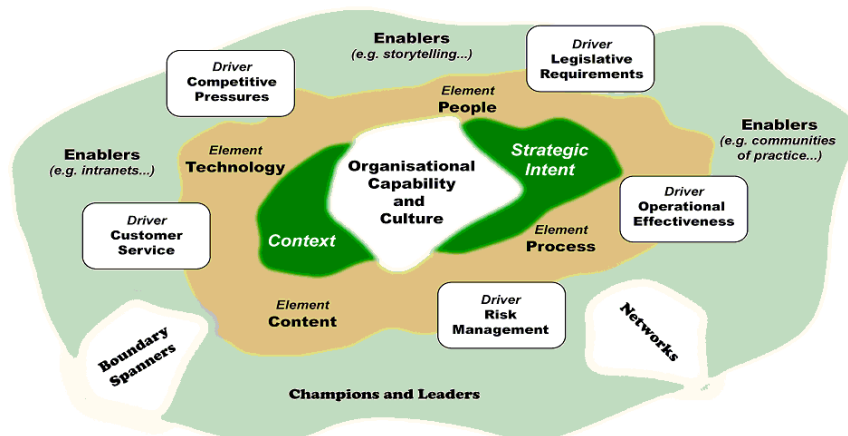 Enablers
(e.g. storytelling...)
Driver
Competitive
Pressures
Driver
Legislative
Requirements
Element
People
Enablers
(e.g. intranets...)
Element
Technology
Organisational
Capability
and
Culture
Strategic
Intent
Enablers
(e.g. communities
of practice...)
Driver
Customer
Service
Context
Element
Process
Driver
Operational
Effectiveness
Element
Content
Driver
Risk
Management
Boundary
Spanners
Networks
Champions and Leaders